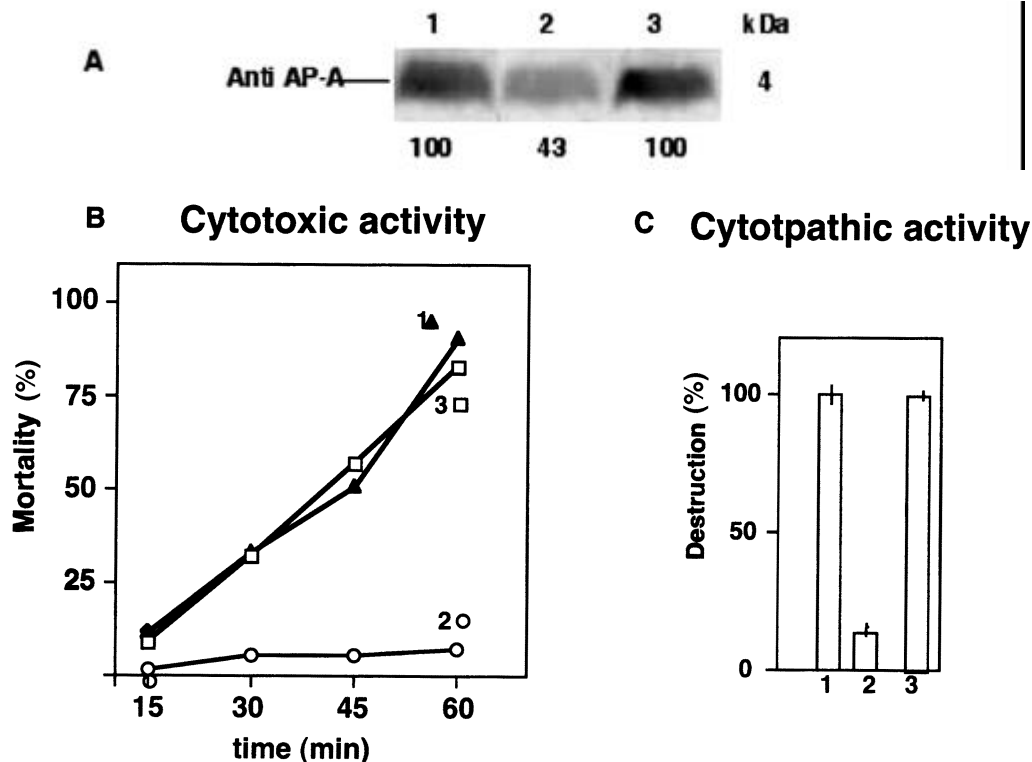 1 2 3 kDa
A Anti AP-A 4
100 43 100
B Cytotoxic activity
Mortality (%)
100
75
50
25
1
3
2
15 30 45 60
time (min)
C Cytotpathic activity
Destruction (%)
100
50
0
1 2 3